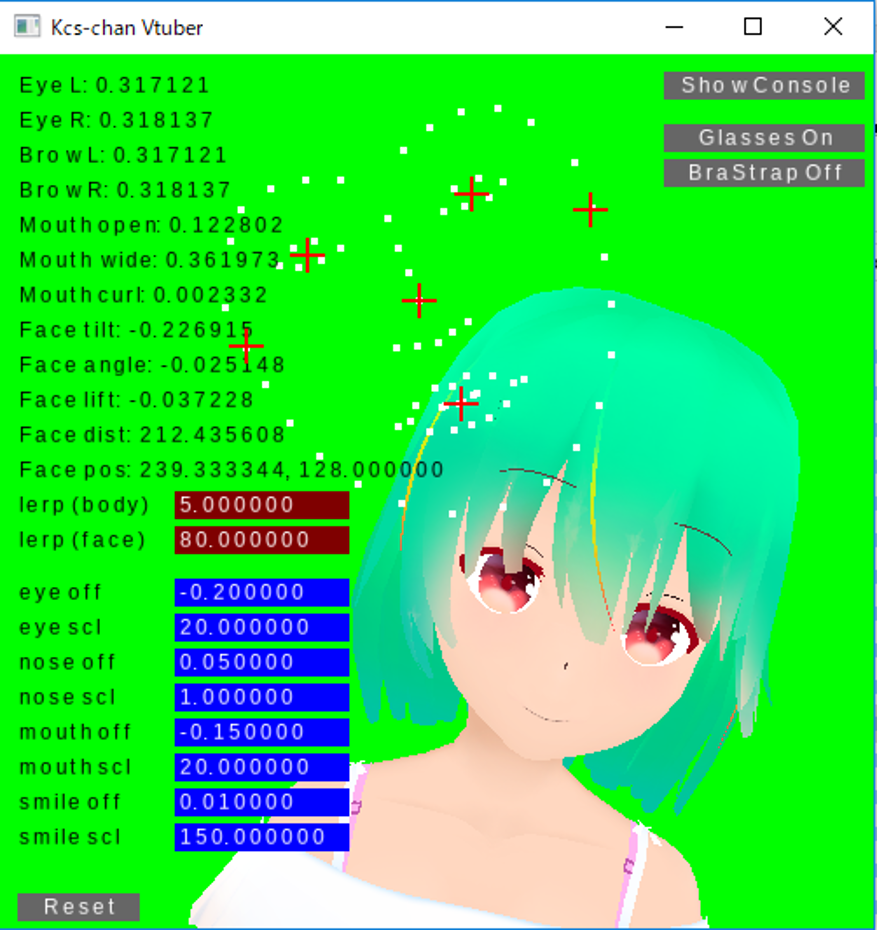 Kcs-chan Vtuber
Eye L: 0.317121
Show Console
Eye R: 0.318137
Glasses On
Brow L: 0.317121
BraStrap Off
Brow R: 0.318137
Mouth open: 0.122802
Mouth wide: 0.361973
Mouth curl: 0.002332
Face tilt: -0.226915
Face angle: -0.025148
Face lift: -0.037228
Face dist: 212.435608
Face pos: 239.333344, 128.000000
lerp (body) 5.000000
lerp (face) 80.000000
eye off -0.200000
eye scl 20.000000
nose off 0.050000
nose scl 1.000000
mouth off -0.150000
mouth scl 20.000000
smile off 0.010000
smile scl 150.000000
Reset